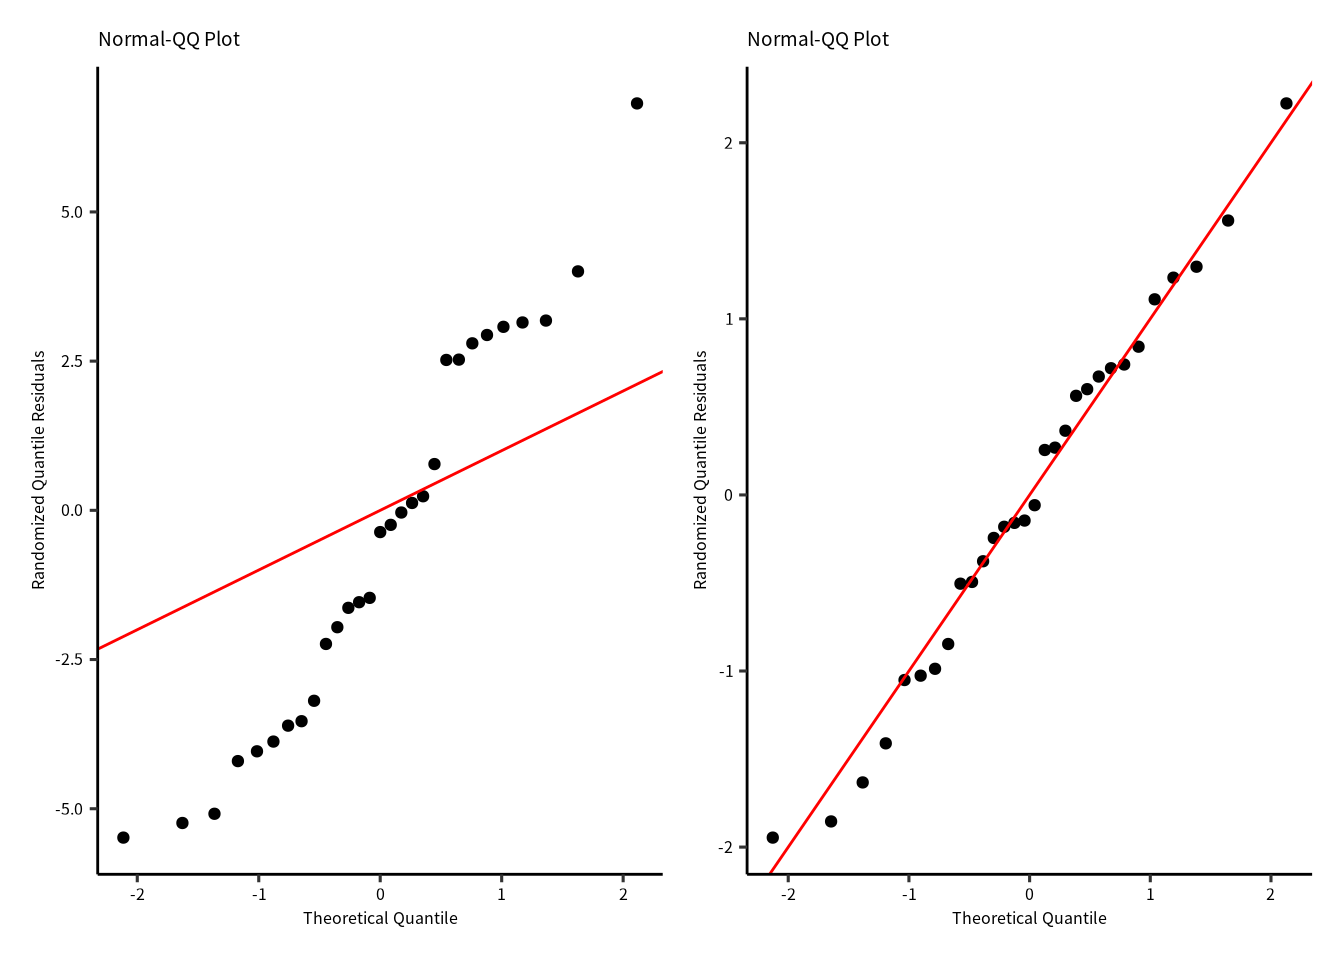 Normal-QQ Plot
Randomized Quantile Residuals
5.0
2.5
0.0
-2.5
-5.0
-2 -1 0 1 2
Theoretical Quantile
Normal-QQ Plot
Randomized Quantile Residuals
2
1
0
-1
-2
-2 -1 0 1 2
Theoretical Quantile